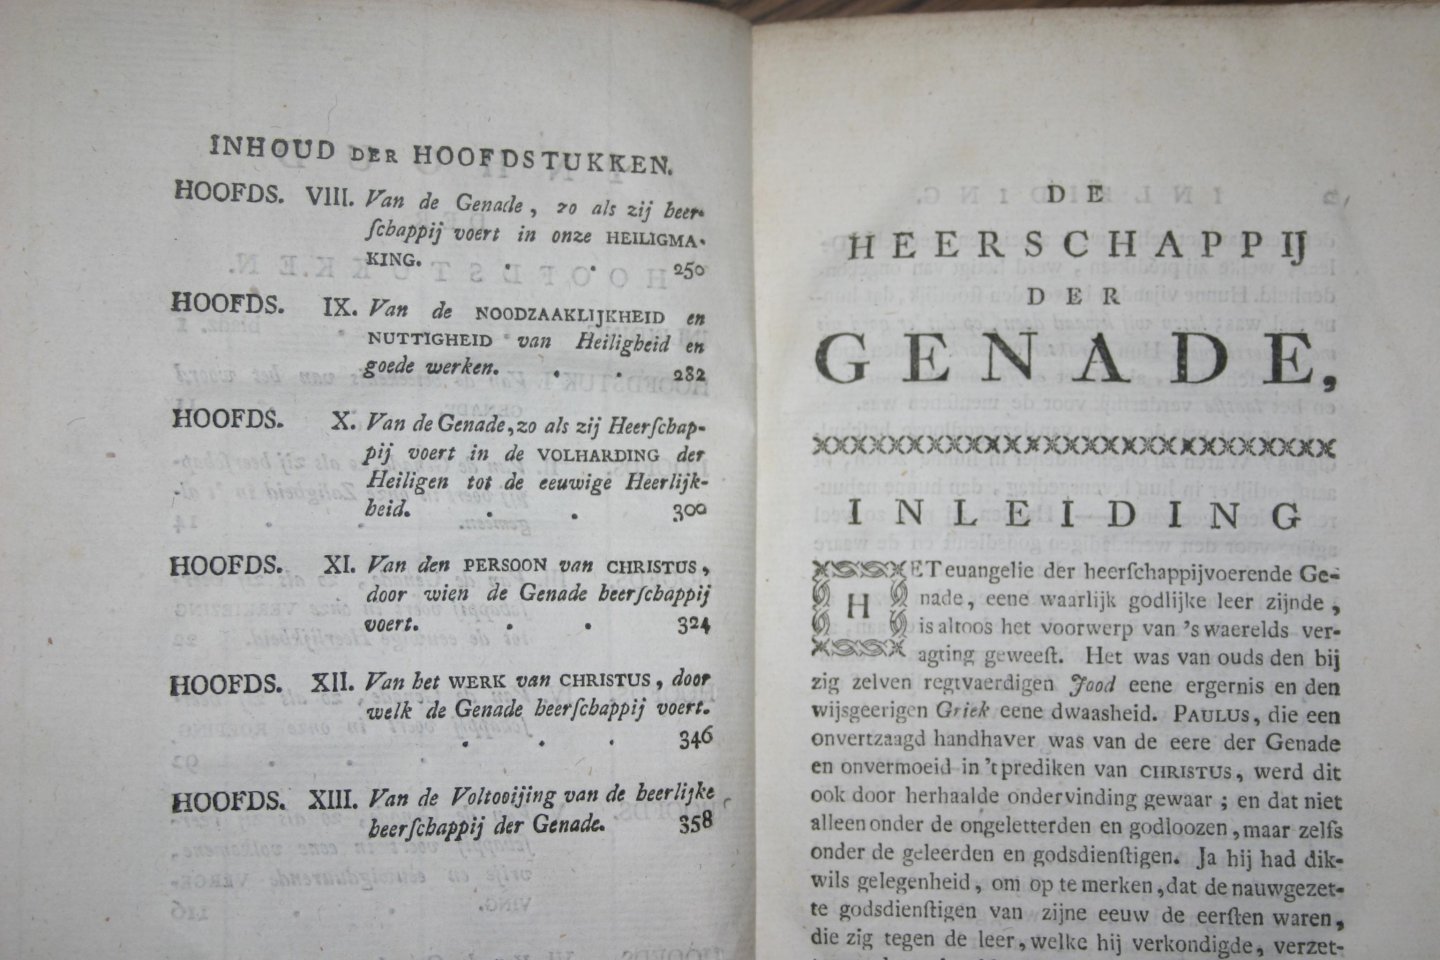 INHOUD DER HOOFDSTUKKEN.
HOOFDS. VIII. Van de Genade, zo als zij heer-
ſchappij voert in onze HEILIGMA-
KING. . . 250
HOOFDS. IX. Van de NOODZAAKLIJKHEID en
NUTTIGHEID van Heiligheid en
goede werken. . . 282
HOOFDS. X. Van de Genade, zo als zij Heerſchap-
pij voert in de VOLHARDING der
Heiligen tot de eeuwige Heerlijk-
heid. . . 300
HOOFDS. XI. Van den PERSOON van CHRISTUS,
door wien de Genade heerſchappij
voert. . . 324
HOOFDS. XII. Van het WERK van CHRISTUS, door
welk de Genade heerſchappij voert.
. . . 346
HOOFDS. XIII. Van de Voltooijing van de heerlijke
heerſchappij der Genade. 358
DE
HEERSCHAPPIJ
DER
GENADE,
INLEIDING
HET euangelie der heerſchappijvoerende Ge-
nade, eene waarlijk godlijke leer zijnde,
is altoos het voorwerp van 's waerelds ver-
agting geweeſt. Het was van ouds den bij
zig zelven regtvaerdigen Jood eene ergernis en den
wijsgeerigen Griek eene dwaasheid. PAULUS, die een
onvertzaagd handhaver was van de eere der Genade
en onvermoeid in 't prediken van CHRISTUS, werd dit
ook door herhaalde ondervinding gewaar; en dat niet
alleen onder de ongeletterden en godloozen, maar zelfs
onder de geleerden en godsdienſtigen. Ja hij had dik-
wils gelegenheid, om op te merken, dat de nauwgezet-
te godsdienſtigen van zijne eeuw de eerſten waren,
die zig tegen de leer, welke hij verkondigde, verzet-